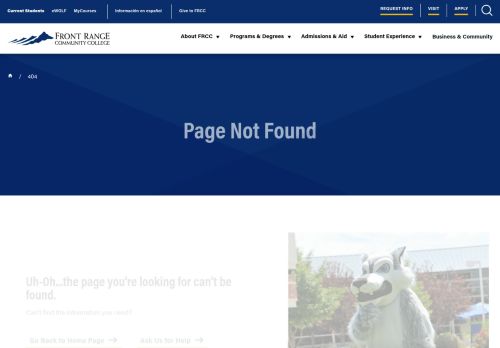 Current Students eWOLF MyCourses Información en español Give to FRCC REQUEST INFO VISIT APPLY
FRONT RANGE
COMMUNITY COLLEGE
About FRCC Programs & Degrees Admissions & Aid Student Experience Business & Community
/ 404
Page Not Found
Uh-Oh...the page you're looking for can't be
found.
Can't find the information you need?
Go Back to Home Page Ask Us for Help